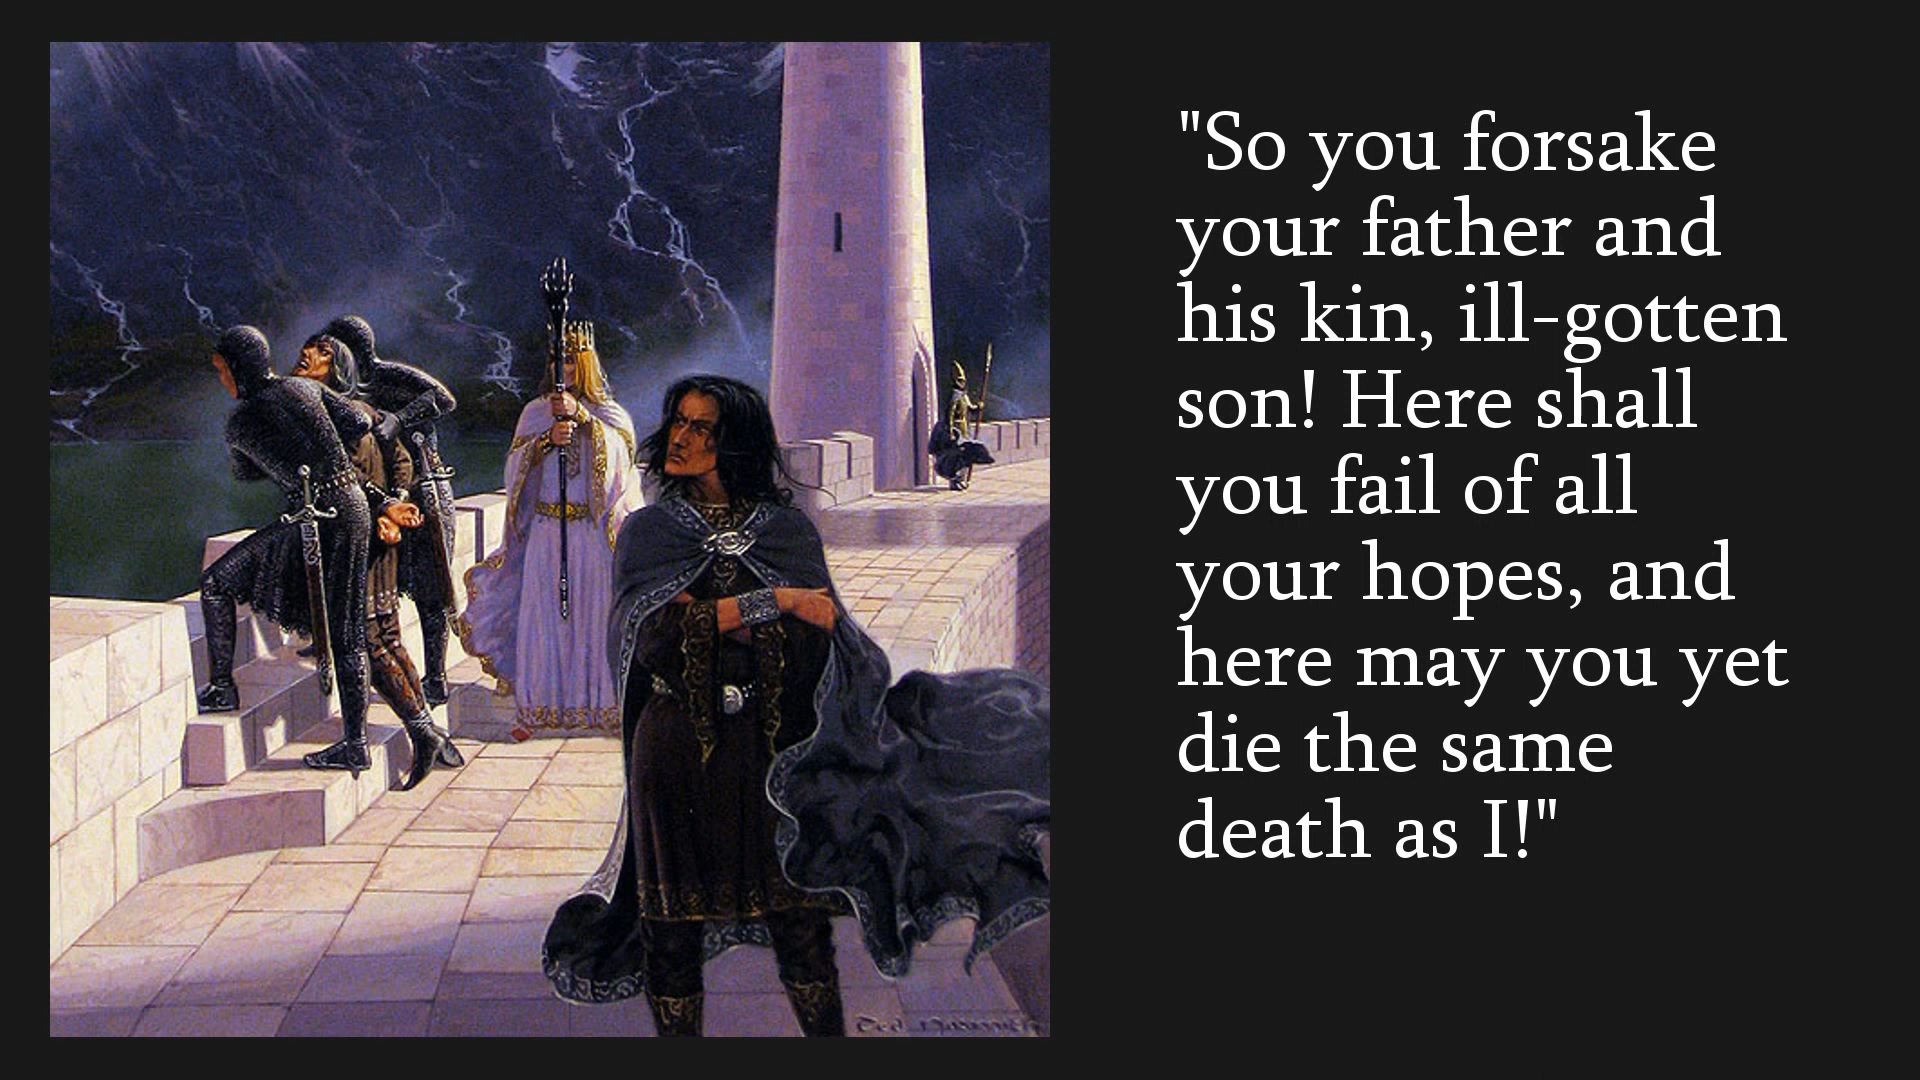 "So you forsake
your father and
his kin, ill-gotten
son! Here shall
you fail of all
your hopes, and
here may you yet
die the same
death as I!"
Ted